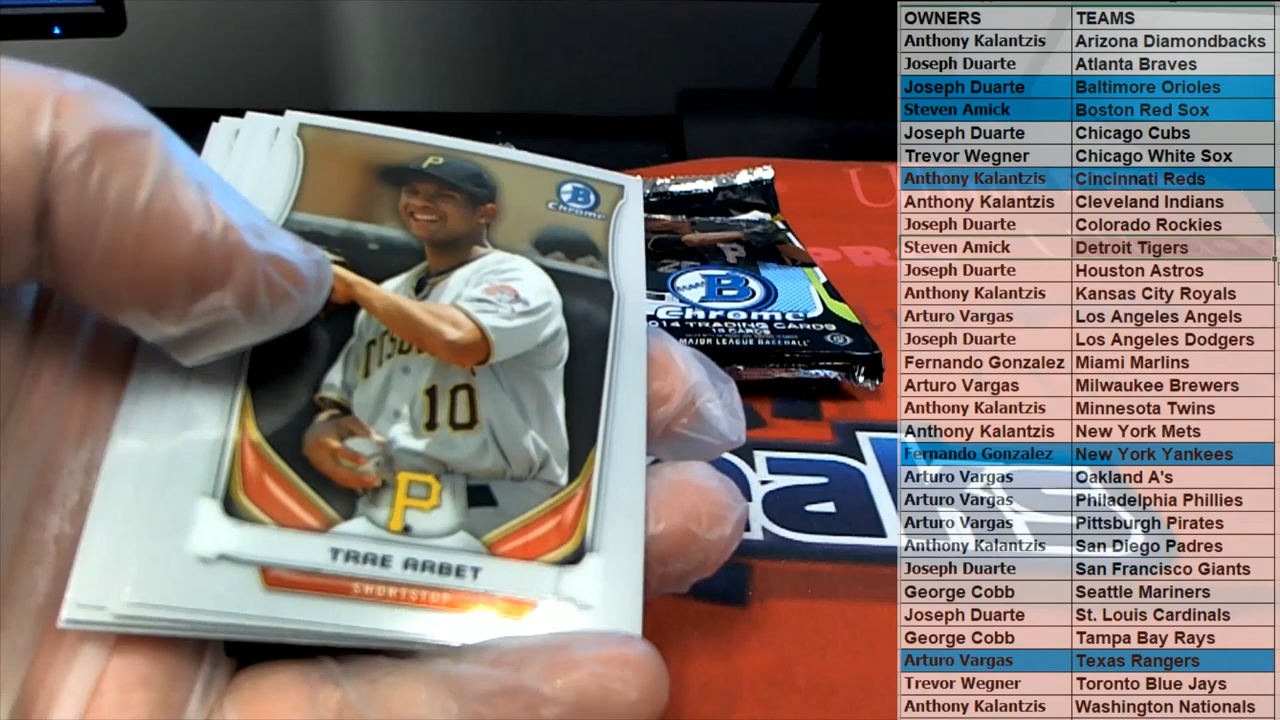 P
B
Chrome
10
P
TRAE ARBET
SHORTSTOP
B
Chrome
2014 TRADING CARDS
MAJOR LEAGUE BASEBALL
OWNERS TEAMS
Anthony Kalantzis Arizona Diamondbacks
Joseph Duarte Atlanta Braves
Joseph Duarte Baltimore Orioles
Steven Amick Boston Red Sox
Joseph Duarte Chicago Cubs
Trevor Wegner Chicago White Sox
Anthony Kalantzis Cincinnati Reds
Anthony Kalantzis Cleveland Indians
Joseph Duarte Colorado Rockies
Steven Amick Detroit Tigers
Joseph Duarte Houston Astros
Anthony Kalantzis Kansas City Royals
Arturo Vargas Los Angeles Angels
Joseph Duarte Los Angeles Dodgers
Fernando Gonzalez Miami Marlins
Arturo Vargas Milwaukee Brewers
Anthony Kalantzis Minnesota Twins
Anthony Kalantzis New York Mets
Fernando Gonzalez New York Yankees
Arturo Vargas Oakland A's
Arturo Vargas Philadelphia Phillies
Arturo Vargas Pittsburgh Pirates
Anthony Kalantzis San Diego Padres
Joseph Duarte San Francisco Giants
George Cobb Seattle Mariners
Joseph Duarte St. Louis Cardinals
George Cobb Tampa Bay Rays
Arturo Vargas Texas Rangers
Trevor Wegner Toronto Blue Jays
Anthony Kalantzis Washington Nationals